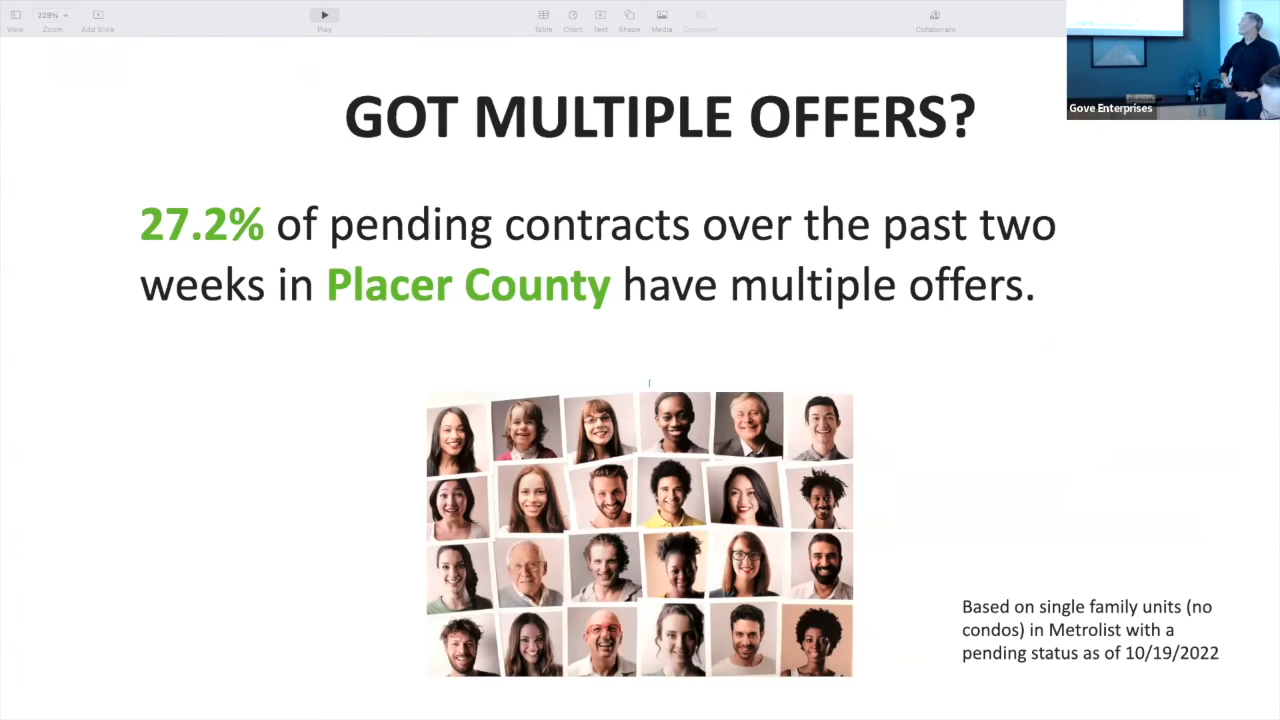 229%
View
Zoom
Add Slide
Play
Table
Chart
Text
Shape
Media
Comment
Collaborate
Gove Enterprises
GOT MULTIPLE OFFERS?
27.2% of pending contracts over the past two
weeks in Placer County have multiple offers.
Based on single family units (no
condos) in Metrolist with a
pending status as of 10/19/2022